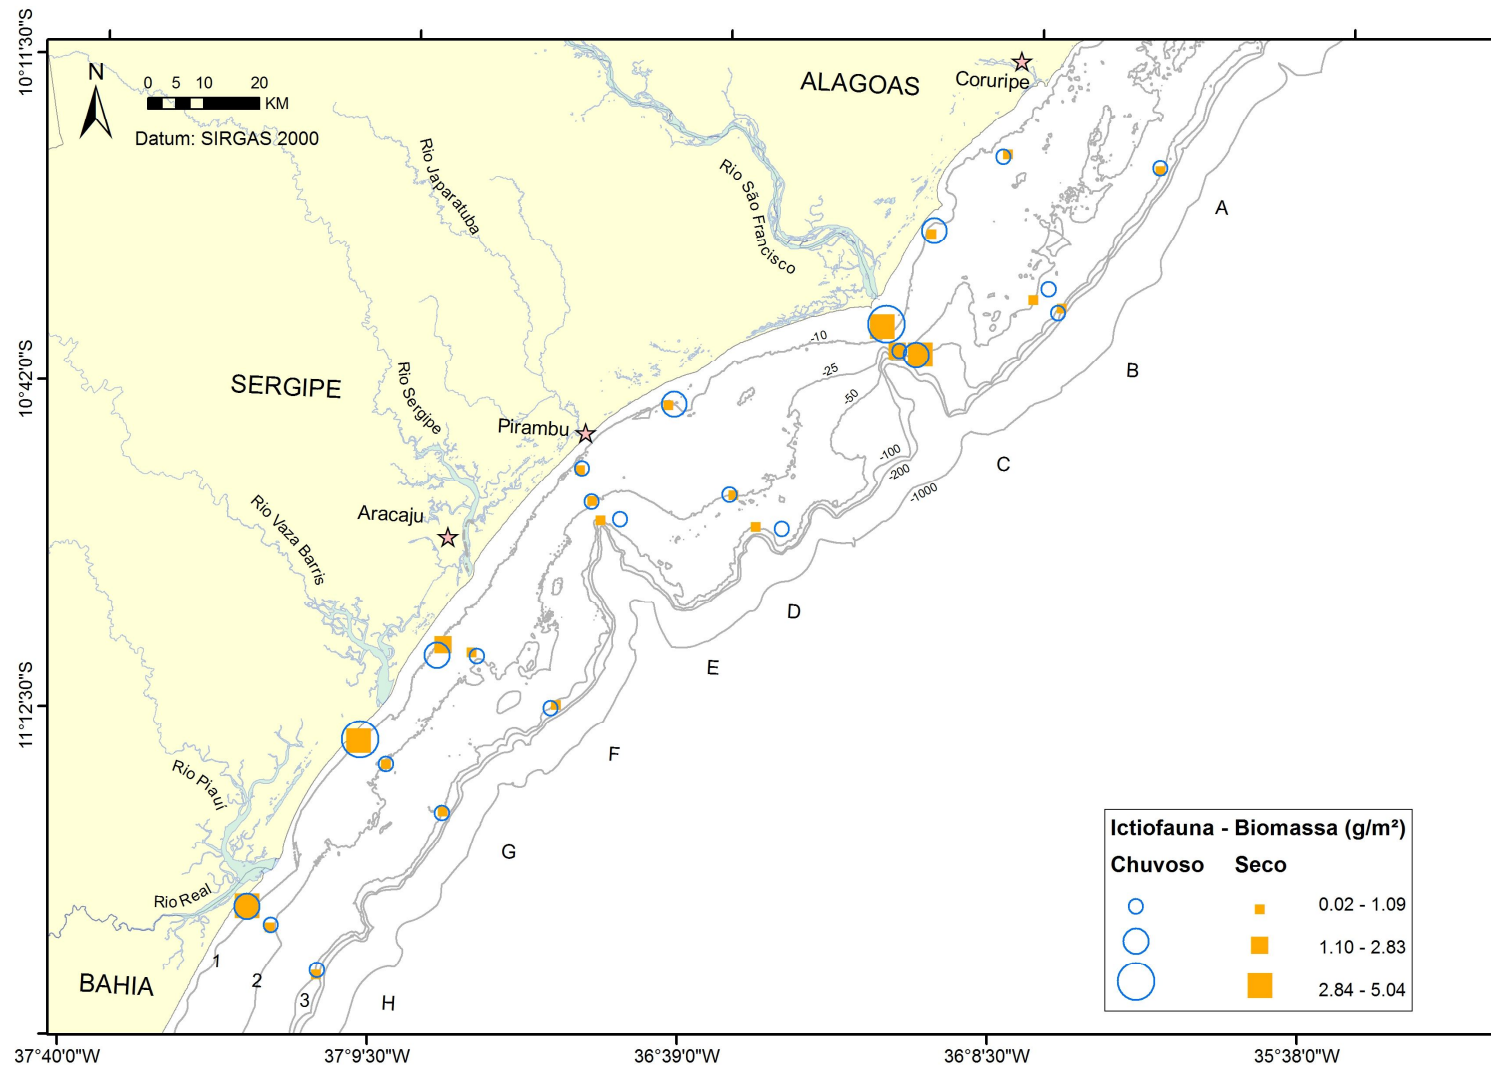 10°11'30"S
10°42'0"S
11°12'30"S
N
0 5 10 20
KM
Datum: SIRGAS 2000
ALAGOAS
Coruripe
Rio Japaratuba
Rio São Francisco
A
B
C
SERGIPE
Rio Sergipe
Pirambu
-10
-25
-50
-100
-200
-1000
Aracaju
Rio Vaza Barris
D
E
F
G
H
Rio Piauí
Rio Real
BAHIA
1
2
3
Ictiofauna - Biomassa (g/m²)
Chuvoso Seco
0.02 - 1.09
1.10 - 2.83
2.84 - 5.04
37°40'0"W 37°9'30"W 36°39'0"W 36°8'30"W 35°38'0"W